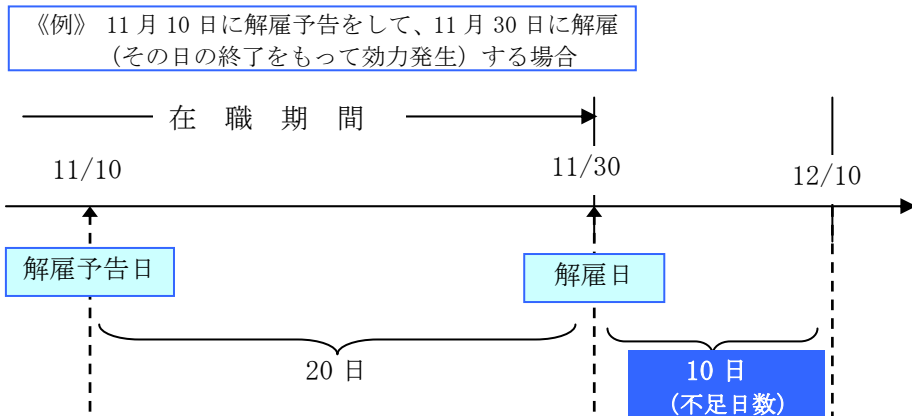 《例》 11 月 10 日に解雇予告をして、11 月 30 日に解雇
（その日の終了をもって効力発生）する場合
在 職 期 間
11/10
11/30
12/10
解雇予告日
解雇日
20 日
10 日
（不足日数）